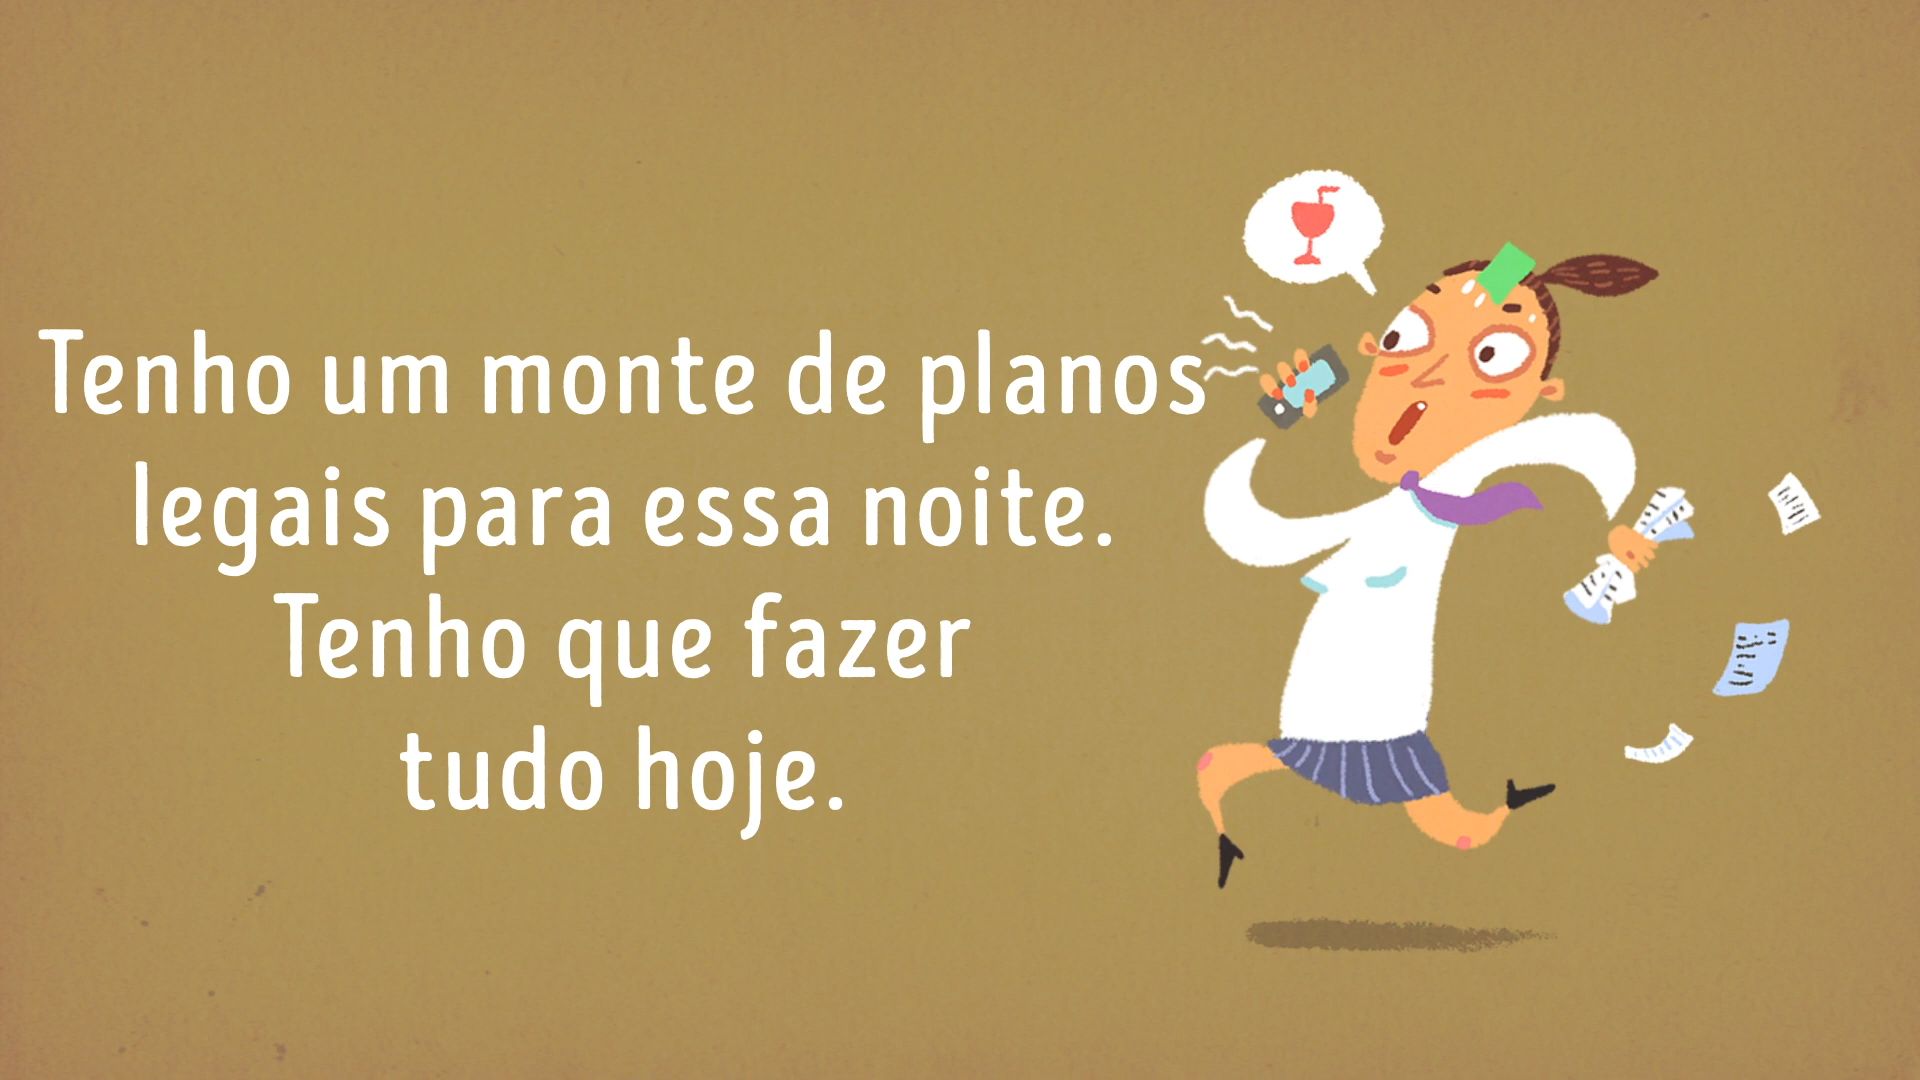 Tenho um monte de planos
legais para essa noite.
Tenho que fazer
tudo hoje.